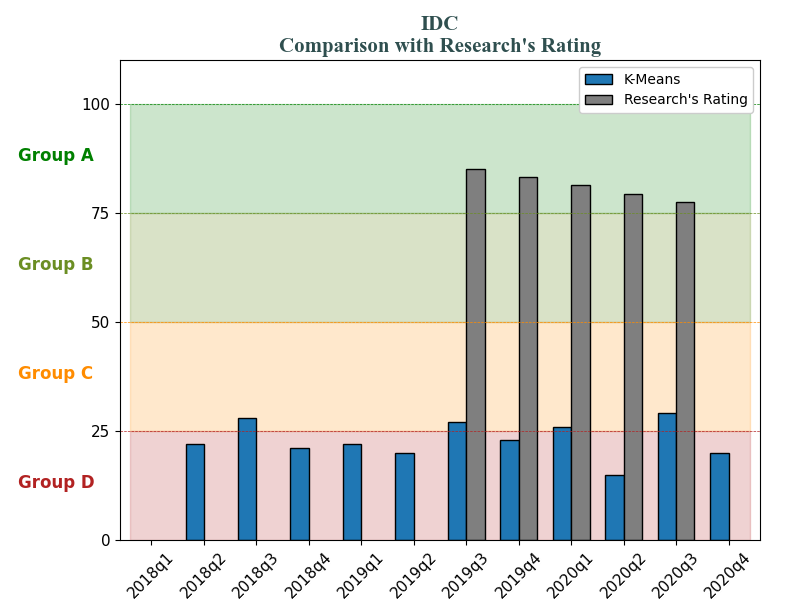 IDC
Comparison with Research's Rating
K-Means
Research's Rating
100
Group A
75
Group B
50
Group C
25
Group D
0
2018q1
2018q2
2018q3
2018q4
2019q1
2019q2
2019q3
2019q4
2020q1
2020q2
2020q3
2020q4